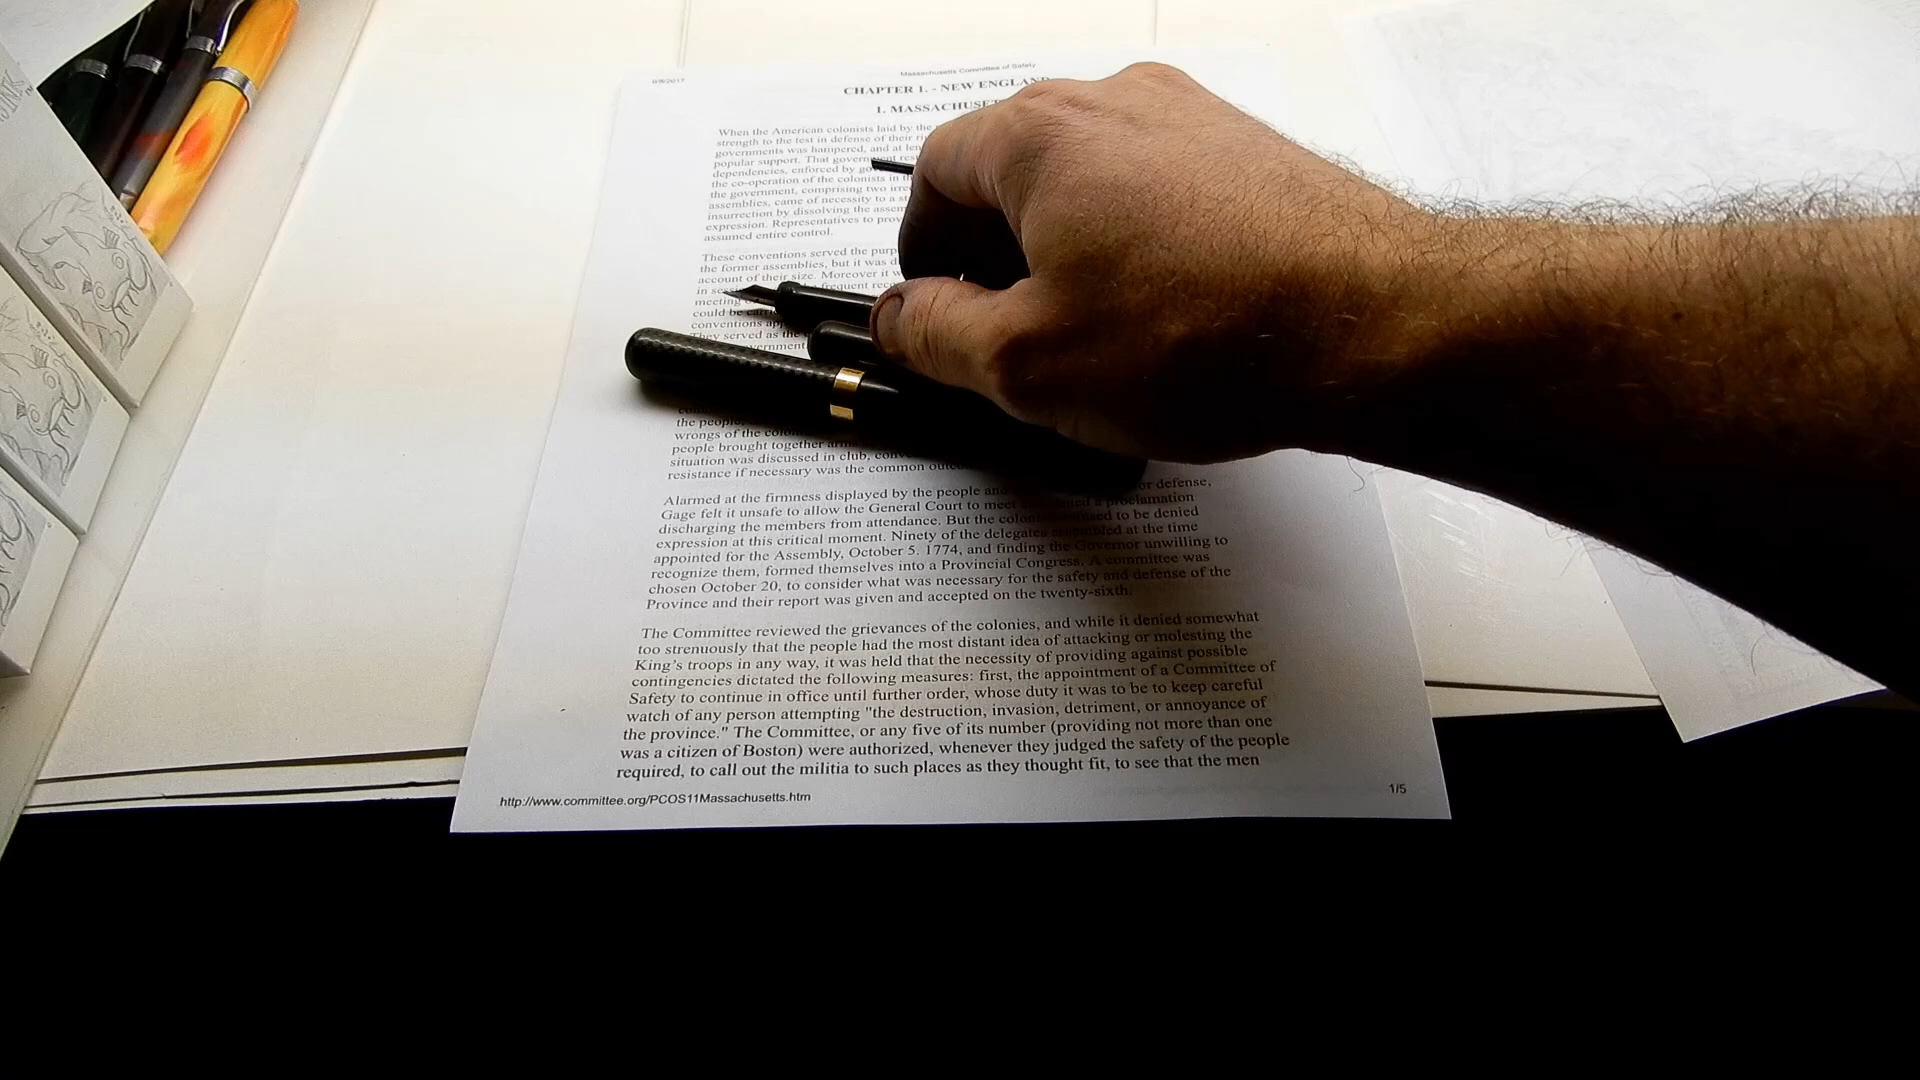 9/8/2017
Massachusetts Committee of Safety
CHAPTER 1. - NEW ENGLAND
1. MASSACHUSE
When the American colonists laid by the
strength to the test in defense of their
governments was hampered, and at
popular support. That government
dependencies, enforced by
the co-operation of the colonists in
the government, comprising two
assemblies, came of necessity to a
insurrection by dissolving the
expression. Representatives to
assumed entire control.
These conventions served the
the former assemblies, but it was
account of their size. Moreover it
in frequent
meeting
could be
conventions
They served as the
the people
wrongs of the
people brought together
situation was discussed in club,
resistance if necessary was the common
Alarmed at the firmness displayed by the people and or defense,
Gage felt it unsafe to allow the General Court to meet a proclamation
discharging the members from attendance. But the to be denied
expression at this critical moment. Ninety of the delegates assembled at the time
appointed for the Assembly, October 5. 1774, and finding the Governor unwilling to
recognize them, formed themselves into a Provincial Congress. A committee was
chosen October 20, to consider what was necessary for the safety and defense of the
Province and their report was given and accepted on the twenty-sixth.
The Committee reviewed the grievances of the colonies, and while it denied somewhat
too strenuously that the people had the most distant idea of attacking or molesting the
King's troops in any way, it was held that the necessity of providing against possible
contingencies dictated the following measures: first, the appointment of a Committee of
Safety to continue in office until further order, whose duty it was to be to keep careful
watch of any person attempting "the destruction, invasion, detriment, or annoyance of
the province." The Committee, or any five of its number (providing not more than one
was a citizen of Boston) were authorized, whenever they judged the safety of the people
required, to call out the militia to such places as they thought fit, to see that the men
http://www.committee.org/PCOS11Massachusetts.htm
1/5